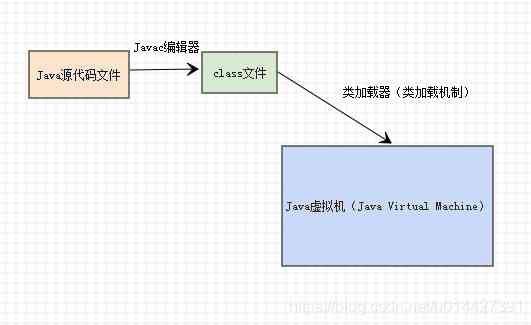 Javac编辑器
Java源代码文件
class文件
类加载器（类加载机制）
Java虚拟机（Java Virtual Machine）
https://blog.csdn.net/u014427391